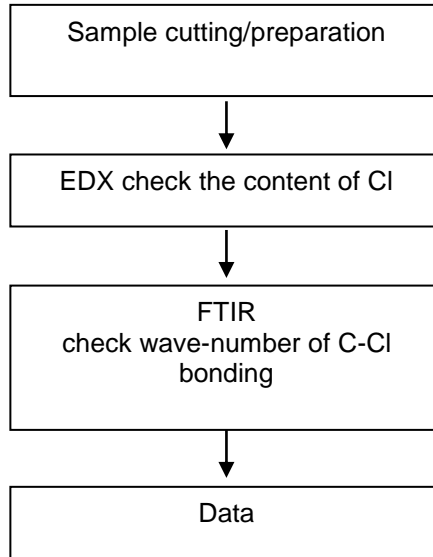 Sample cutting/preparation
EDX check the content of Cl
FTIR
check wave-number of C-Cl
bonding
Data